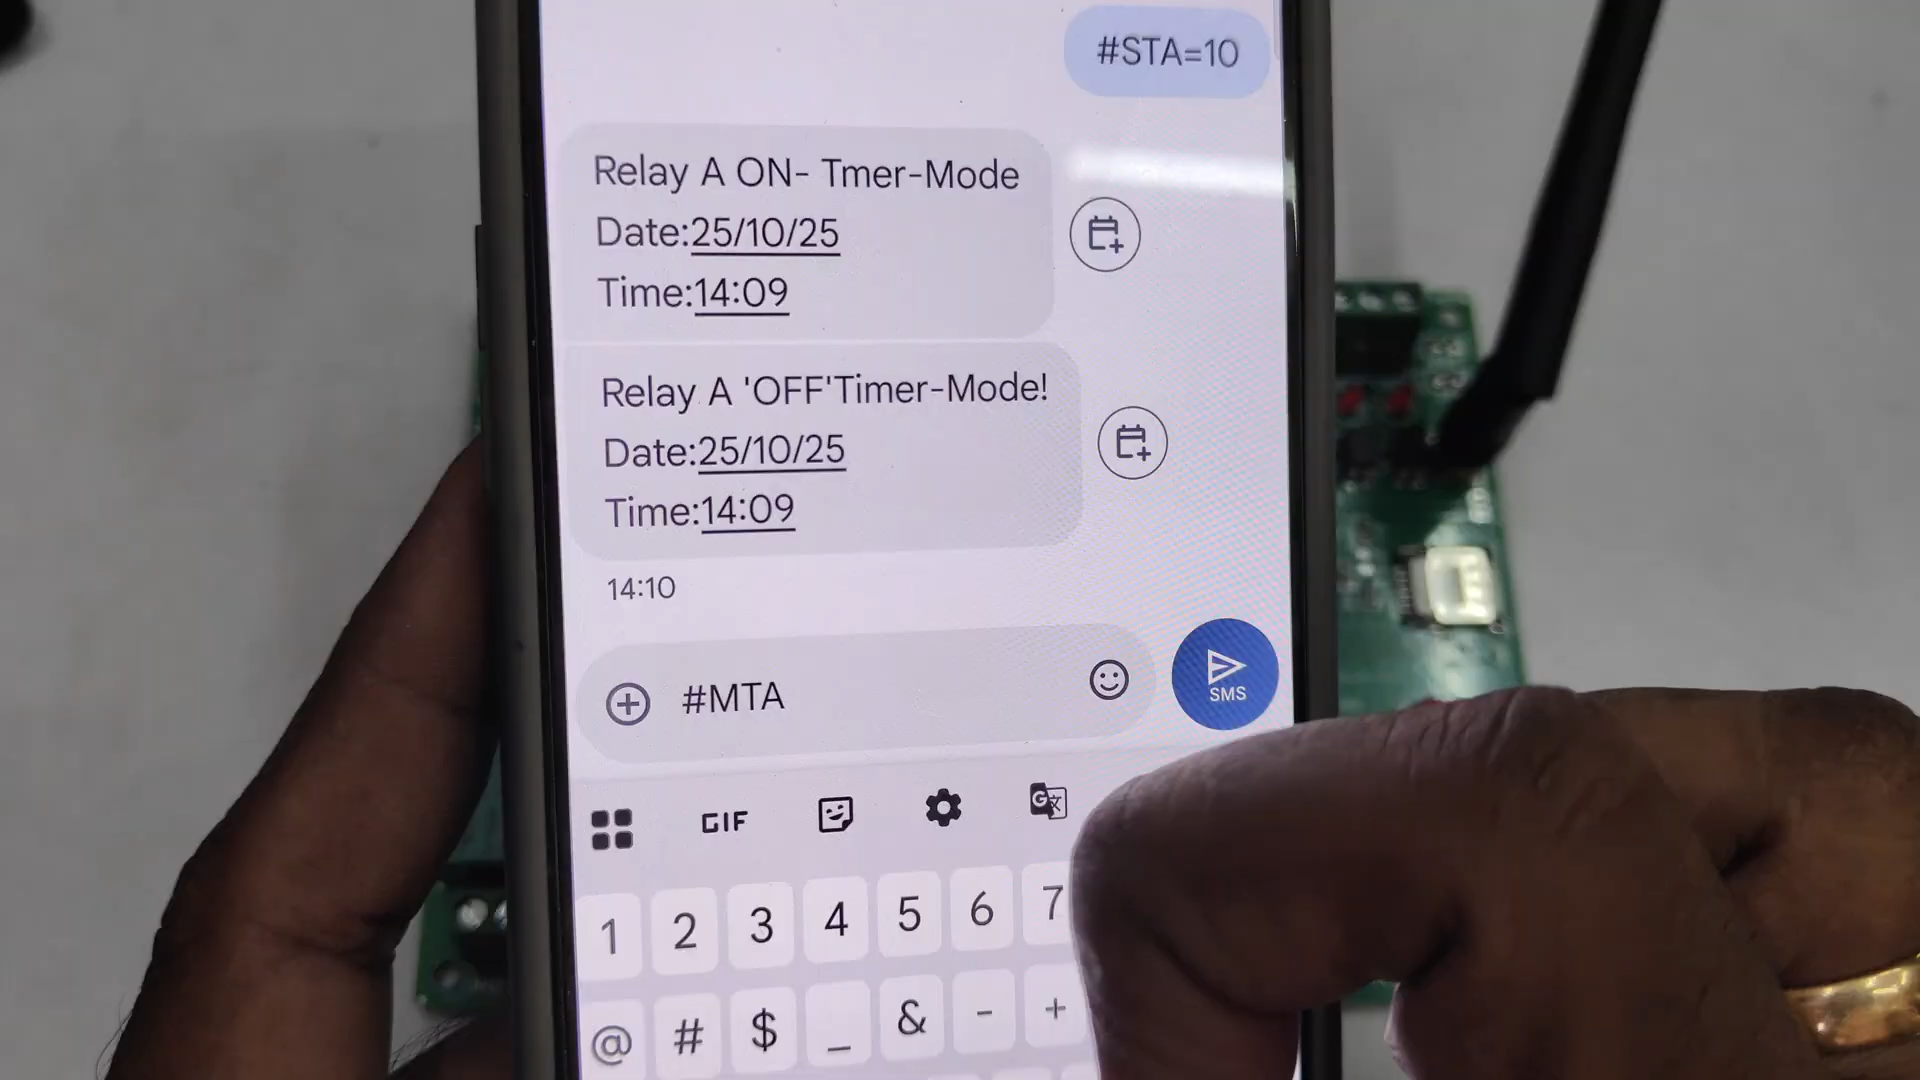 #STA=10
Relay A ON- Tmer-Mode
Date:25/10/25
Time:14:09
Relay A 'OFF'Timer-Mode!
Date:25/10/25
Time:14:09
14:10
#MTA
SMS
GIF
G
1 2 3 4 5 6 7
@ # $ _ & - +